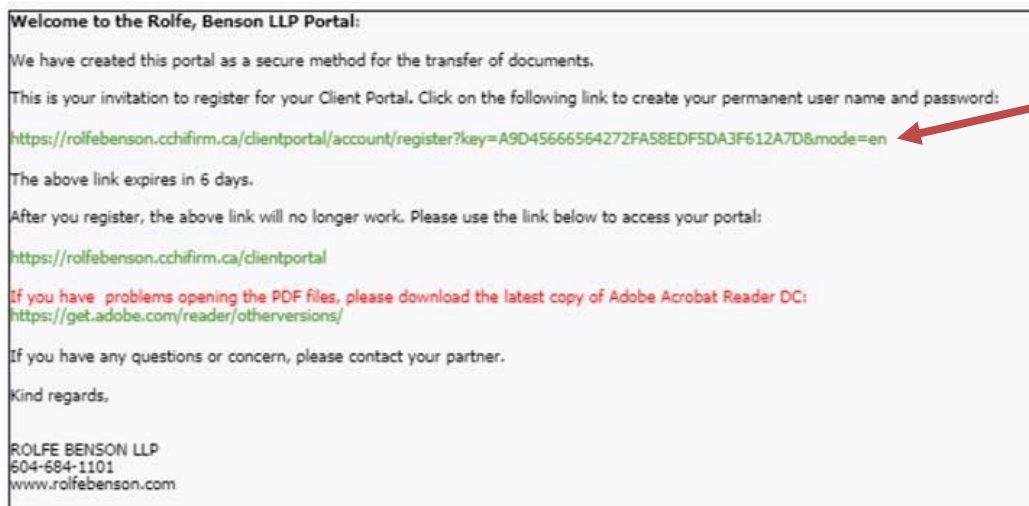 Welcome to the Rolfe, Benson LLP Portal:
We have created this portal as a secure method for the transfer of documents.
This is your invitation to register for your Client Portal. Click on the following link to create your permanent user name and password:
https://rolfebenson.cchifirm.ca/clientportal/account/register?key=A9D45666564272FA58EDF5DA3F612A7D&mode=en
The above link expires in 6 days.
After you register, the above link will no longer work. Please use the link below to access your portal:
https://rolfebenson.cchifirm.ca/clientportal
If you have problems opening the PDF files, please download the latest copy of Adobe Acrobat Reader DC:
https://get.adobe.com/reader/otherversions/
If you have any questions or concern, please contact your partner.
Kind regards,
ROLFE BENSON LLP
604-684-1101
www.rolfebenson.com